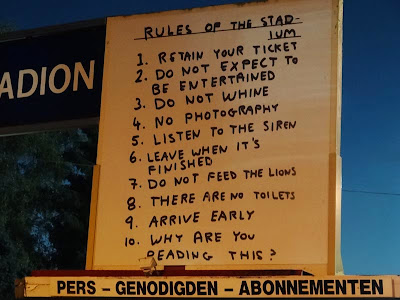 RULES OF THE STAD-
IUM
1. RETAIN YOUR TICKET
2. DO NOT EXPECT TO
BE ENTERTAINED
3. DO NOT WHINE
4. NO PHOTOGRAPHY
5. LISTEN TO THE SIREN
6. LEAVE WHEN IT'S
FINISHED
7. DO NOT FEED THE LIONS
8. THERE ARE NO TOILETS
9. ARRIVE EARLY
10. WHY ARE YOU
READING THIS?
ADION
PERS - GENODIGDEN - ABONNEMENTEN